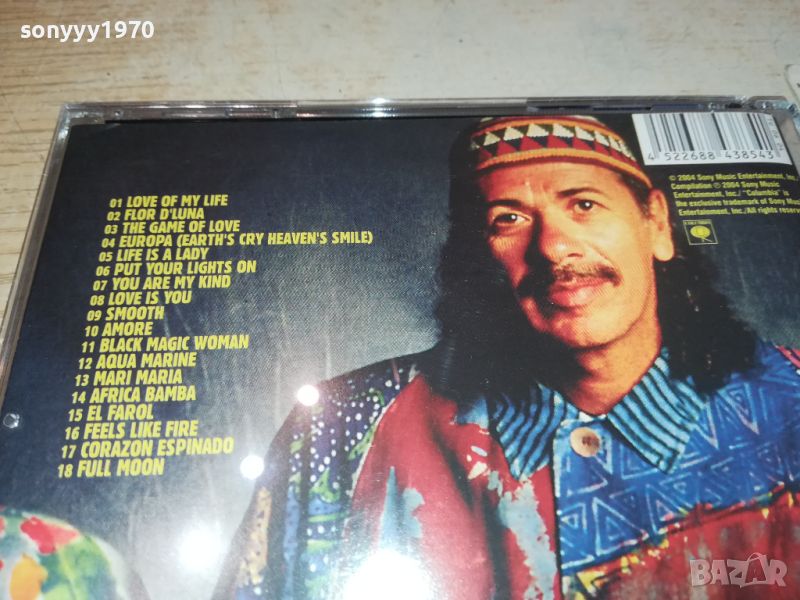 sonyyy1970
01 LOVE OF MY LIFE
02 FLOR D'LUNA
03 THE GAME OF LOVE
04 EUROPA (EARTH'S CRY HEAVEN'S SMILE)
05 LIFE IS A LADY
06 PUT YOUR LIGHTS ON
07 YOU ARE MY KIND
08 LOVE IS YOU
09 SMOOTH
10 AMORE
11 BLACK MAGIC WOMAN
12 AQUA MARINE
13 MARI MARIA
14 AFRICA BAMBA
15 EL FAROL
16 FEELS LIKE FIRE
17 CORAZON ESPINADO
18 FULL MOON
4 522688 438543
© 2004 Sony Music Entertainment, Inc.
Compilation ℗ 2004 Sony Music
Entertainment, Inc./ "Columbia" is
the exclusive trademark of Sony Music
Entertainment, Inc./All rights reserve
BAZAR